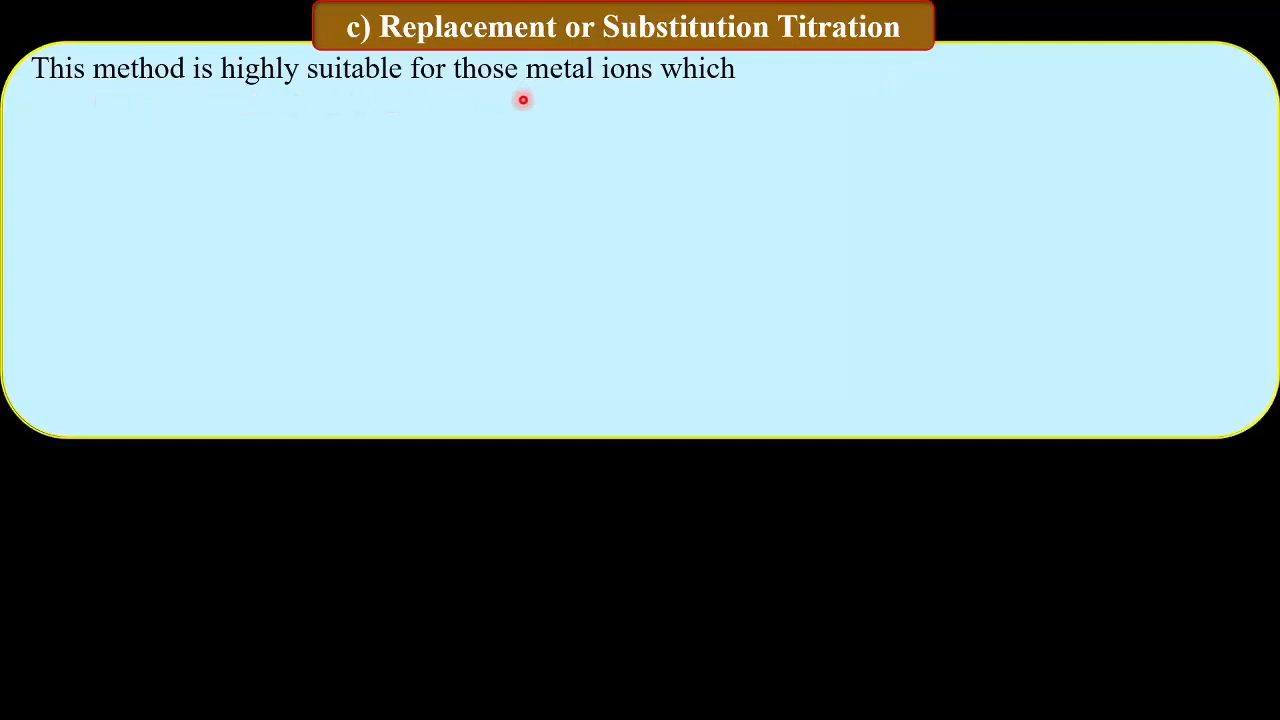 c) Replacement or Substitution Titration
This method is highly suitable for those metal ions which